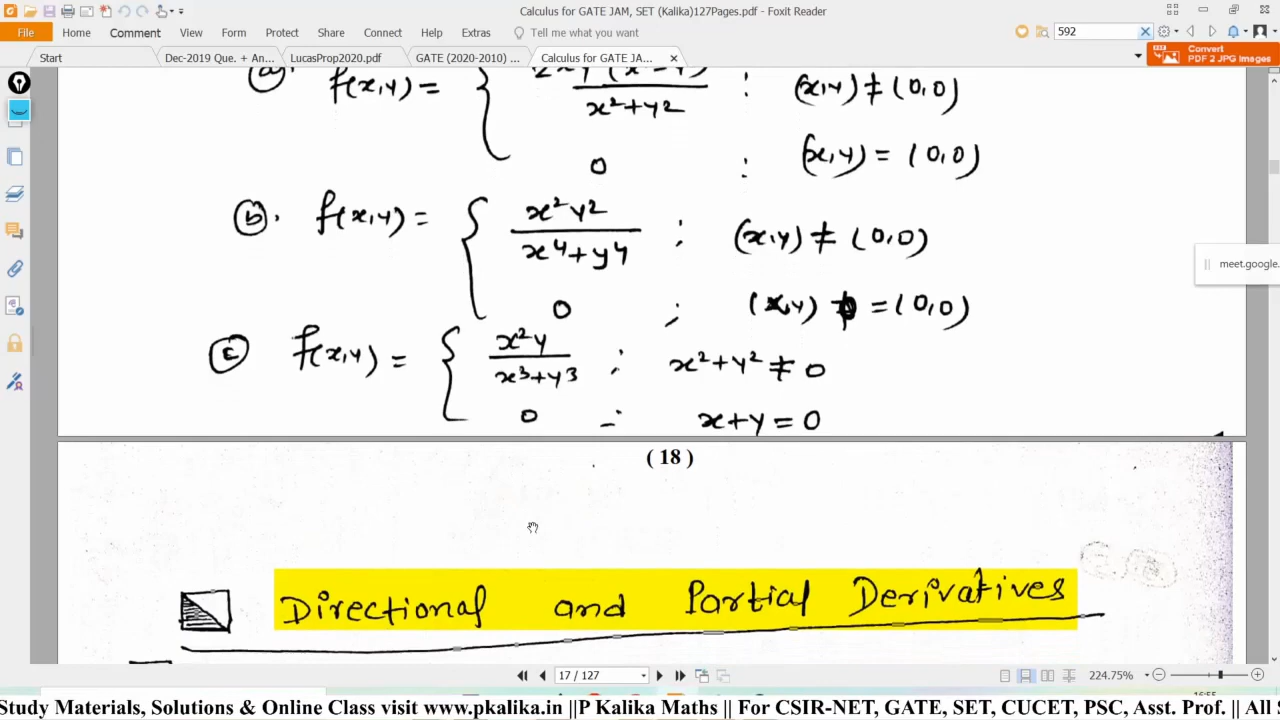 Calculus for GATE JAM, SET (Kalika)127Pages.pdf - Foxit Reader
File Home Comment View Form Protect Share Connect Help Extras Tell me what you want 592
Start Dec-2019 Que. + An... LucasProp2020.pdf GATE (2007-2010) ... Calculus for GATE JA... ×
Convert
PDF 2 JPG Images
(a). f(x,y) = { / x²+y² : (x,y) ≠ (0,0)
0 : (x,y) = (0,0)
(b). f(x,y) = { x²y² / x⁴+y⁴ ; (x,y) ≠ (0,0)
0 ; (x,y) = (0,0)
meet.google.
(c) f(x,y) = { x²y / x³+y³ ; x²+y² ≠ 0
0 ; x+y = 0
( 18 )
Directional and Partial Derivatives
17 / 127 224.75%
16:55
Study Materials, Solutions & Online Class visit www.pkalika.in ||P Kalika Maths || For CSIR-NET, GATE, SET, CUCET, PSC, Asst. Prof. || All S